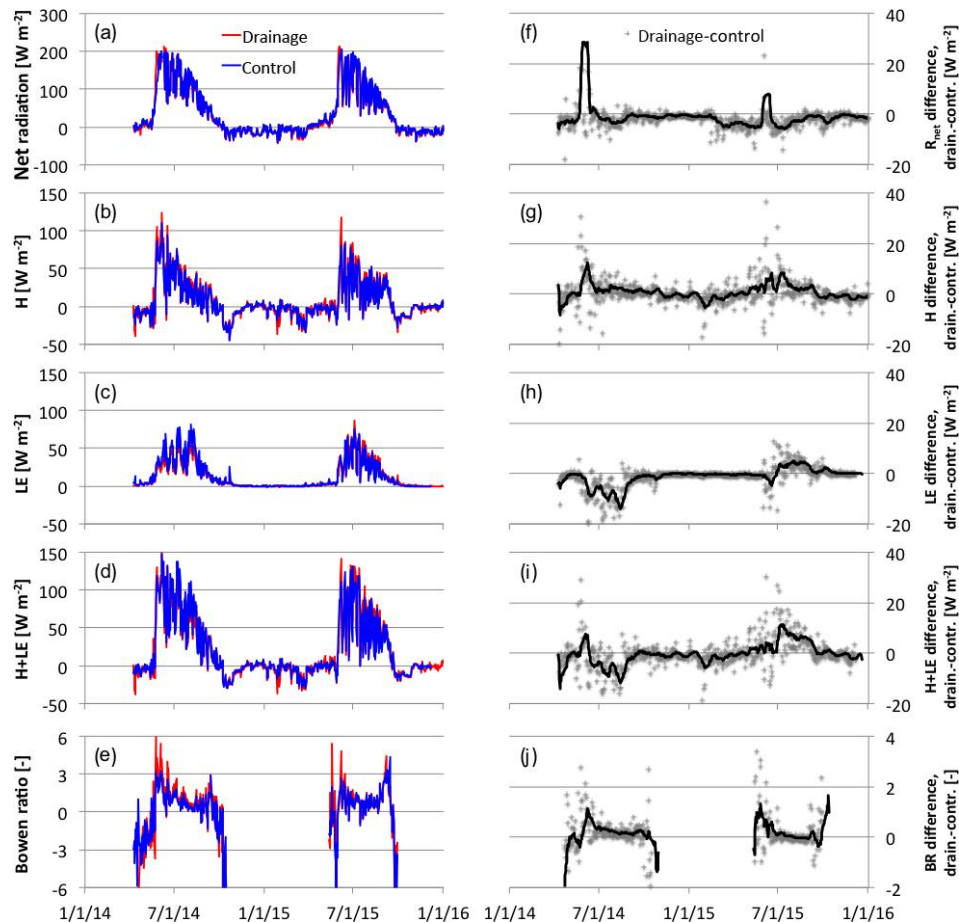 (a)
Drainage
Control
Net radiation [W m-2]
300
200
100
0
-100
(f)
Drainage-control
40
20
0
-20
Rnet difference,
drain.-contr. [W m-2]
(b)
H [W m-2]
150
100
50
0
-50
(g)
40
20
0
-20
H difference,
drain.-contr. [W m-2]
(c)
LE [W m-2]
150
100
50
0
-50
(h)
40
20
0
-20
LE difference,
drain.-contr. [W m-2]
(d)
H+LE [W m-2]
150
100
50
0
-50
(i)
40
20
0
-20
H+LE difference,
drain.-contr. [W m-2]
(e)
Bowen ratio [-]
6
3
0
-3
-6
(j)
4
2
0
-2
BR difference,
drain.-contr. [-]
1/1/14 7/1/14 1/1/15 7/1/15 1/1/16
1/1/14 7/1/14 1/1/15 7/1/15 1/1/16